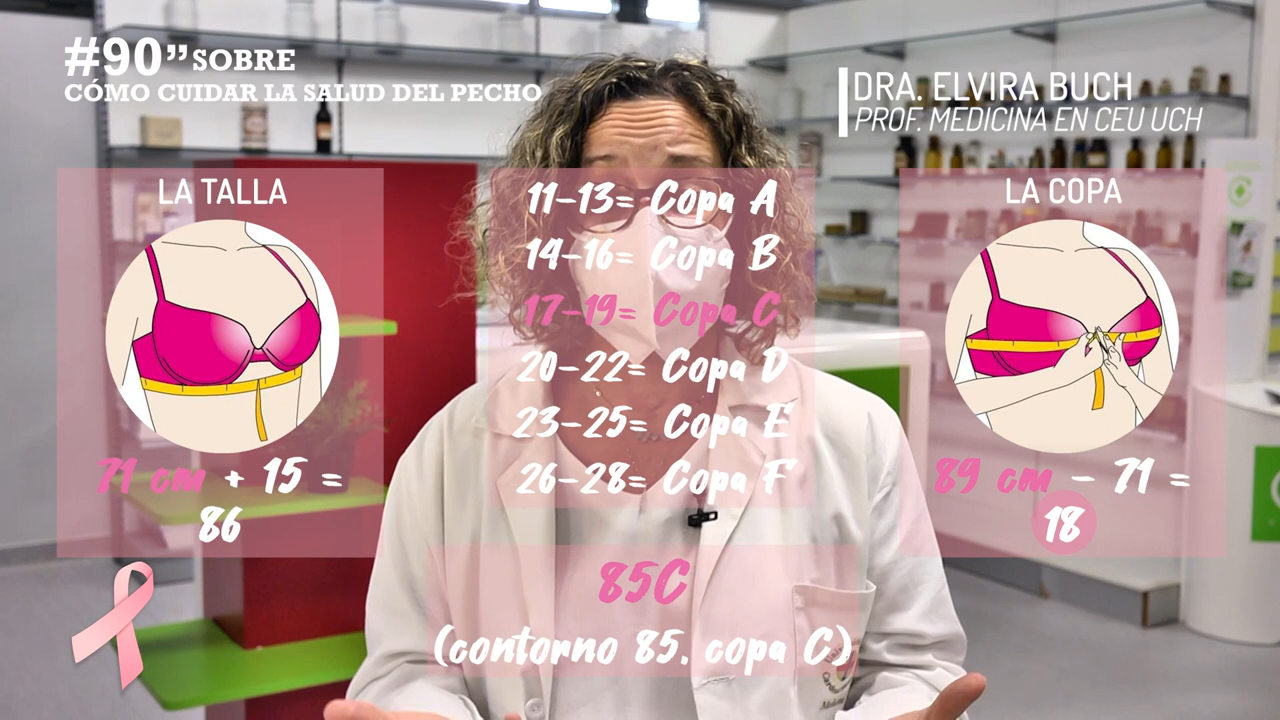 #90” SOBRE
CÓMO CUIDAR LA SALUD DEL PECHO
DRA. ELVIRA BUCH
PROF. MEDICINA EN CEU UCH
LA TALLA
71 cm + 15 =
86
11-13= Copa A
14-16= Copa B
17-19= Copa C
20-22= Copa D
23-25= Copa E
26-28= Copa F
LA COPA
89 cm - 71 =
18
85C
(contorno 85. copa C)